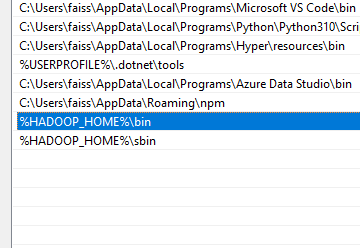 C:\Users\faiss\AppData\Local\Programs\Microsoft VS Code\bin
C:\Users\faiss\AppData\Local\Programs\Python\Python310\Scri
C:\Users\faiss\AppData\Local\Programs\Hyper\resources\bin
%USERPROFILE%\.dotnet\tools
C:\Users\faiss\AppData\Local\Programs\Azure Data Studio\bin
C:\Users\faiss\AppData\Roaming\npm
%HADOOP_HOME%\bin
%HADOOP_HOME%\sbin